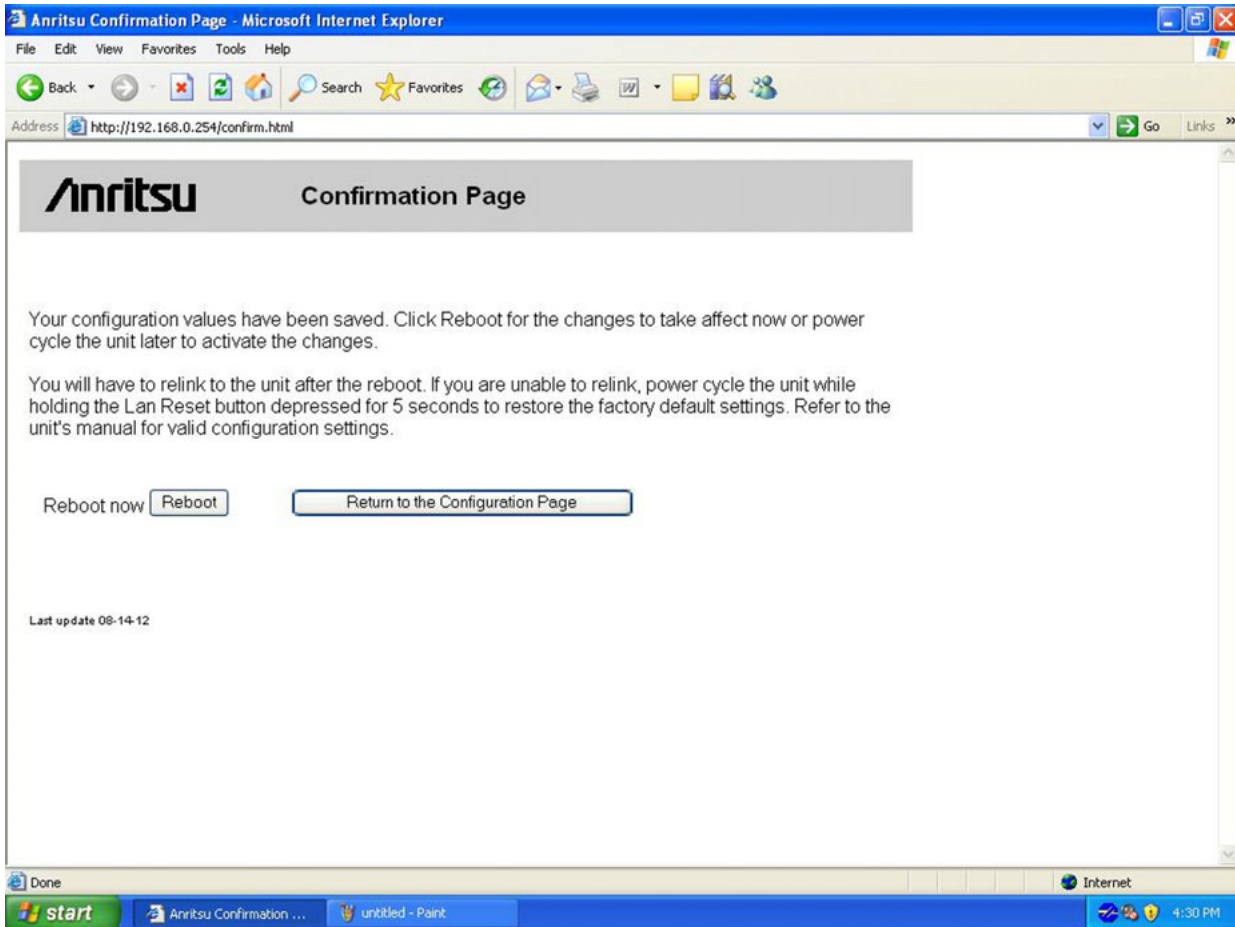 Anritsu Confirmation Page - Microsoft Internet Explorer
File Edit View Favorites Tools Help
Back Search Favorites
Address http://192.168.0.254/confirm.html Go Links »
Anritsu Confirmation Page
Your configuration values have been saved. Click Reboot for the changes to take affect now or power
cycle the unit later to activate the changes.
You will have to relink to the unit after the reboot. If you are unable to relink, power cycle the unit while
holding the Lan Reset button depressed for 5 seconds to restore the factory default settings. Refer to the
unit's manual for valid configuration settings.
Reboot now Reboot Return to the Configuration Page
Last update 08-14-12
Done Internet
start Anritsu Confirmation ... untitled - Paint 4:30 PM